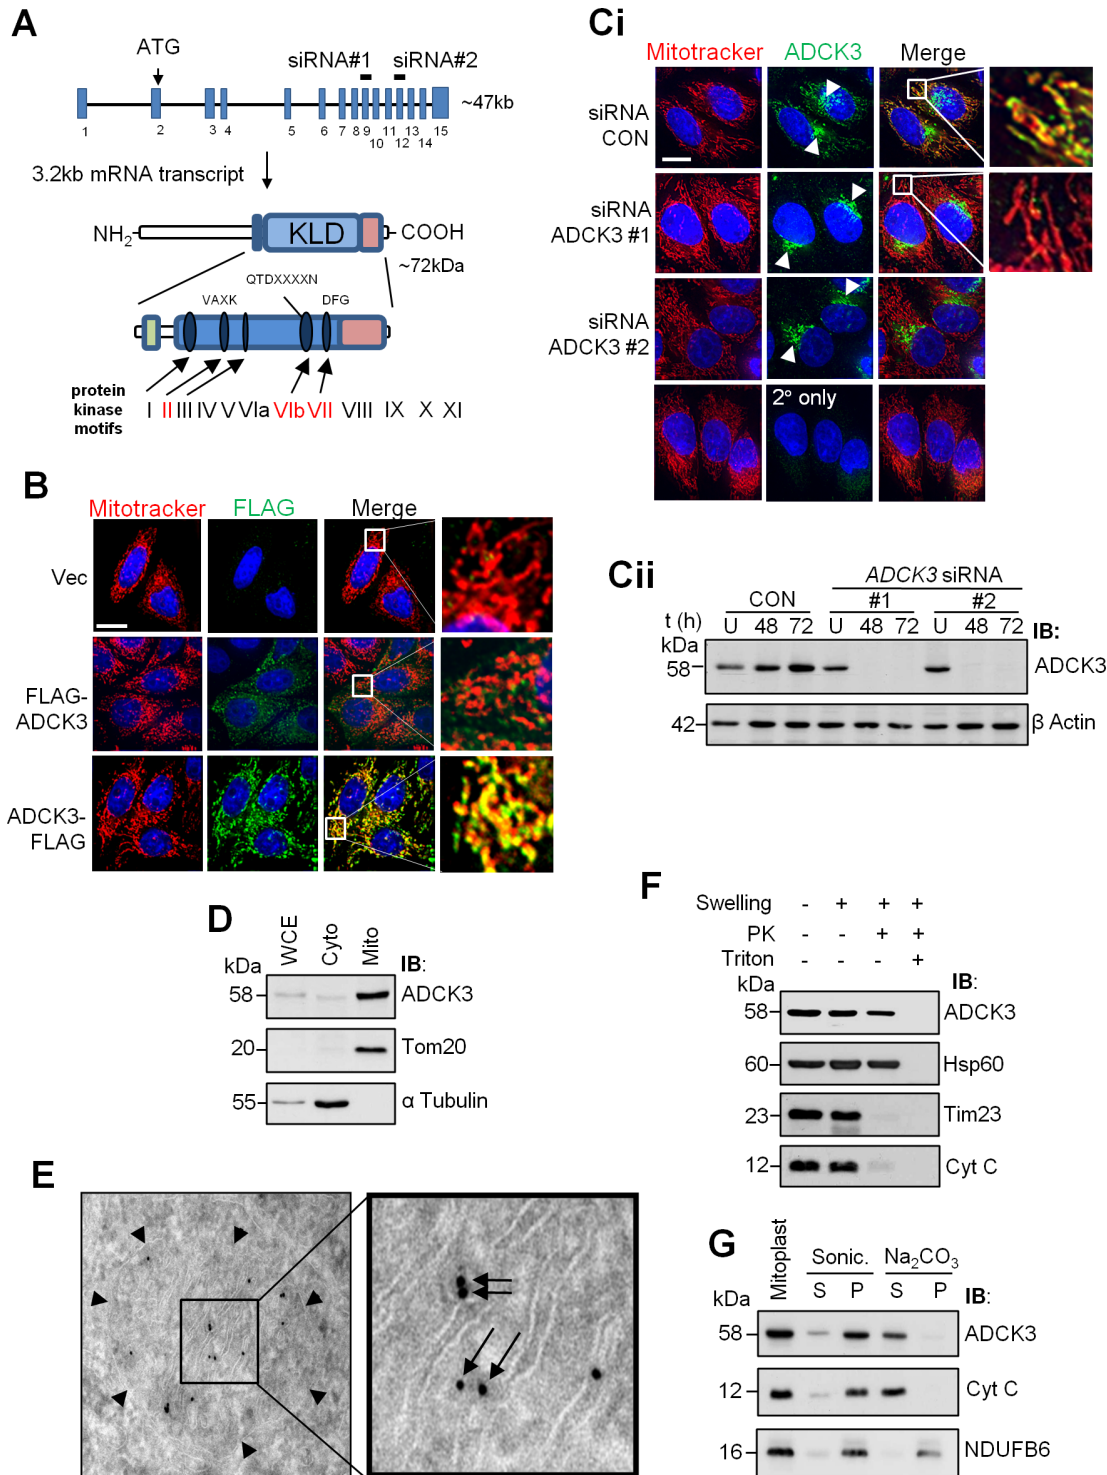 A
ATG
siRNA#1 siRNA#2
~47kb
1 2 3 4 5 6 7 8 9 10 11 12 13 14 15
3.2kb mRNA transcript
NH2 KLD COOH
~72kDa
QTDXXXXN
VAXK DFG
protein
kinase
motifs
I II III IV V VIa VIb VII VIII IX X XI
B
Mitotracker FLAG Merge
Vec
FLAG-
ADCK3
ADCK3-
FLAG
Ci
Mitotracker ADCK3 Merge
siRNA
CON
siRNA
ADCK3 #1
siRNA
ADCK3 #2
2° only
Cii
ADCK3 siRNA
CON #1 #2
t (h) U 48 72 U 48 72 U 48 72 IB:
kDa
58 ADCK3
42 β Actin
D
WCE Cyto Mito
kDa IB:
58 ADCK3
20 Tom20
55 α Tubulin
E
F
Swelling - + + +
PK - - + +
Triton - - - +
kDa IB:
58 ADCK3
60 Hsp60
23 Tim23
12 Cyt C
G
Mitoplast Sonic. Na2CO3
S P S P
kDa IB:
58 ADCK3
12 Cyt C
16 NDUFB6